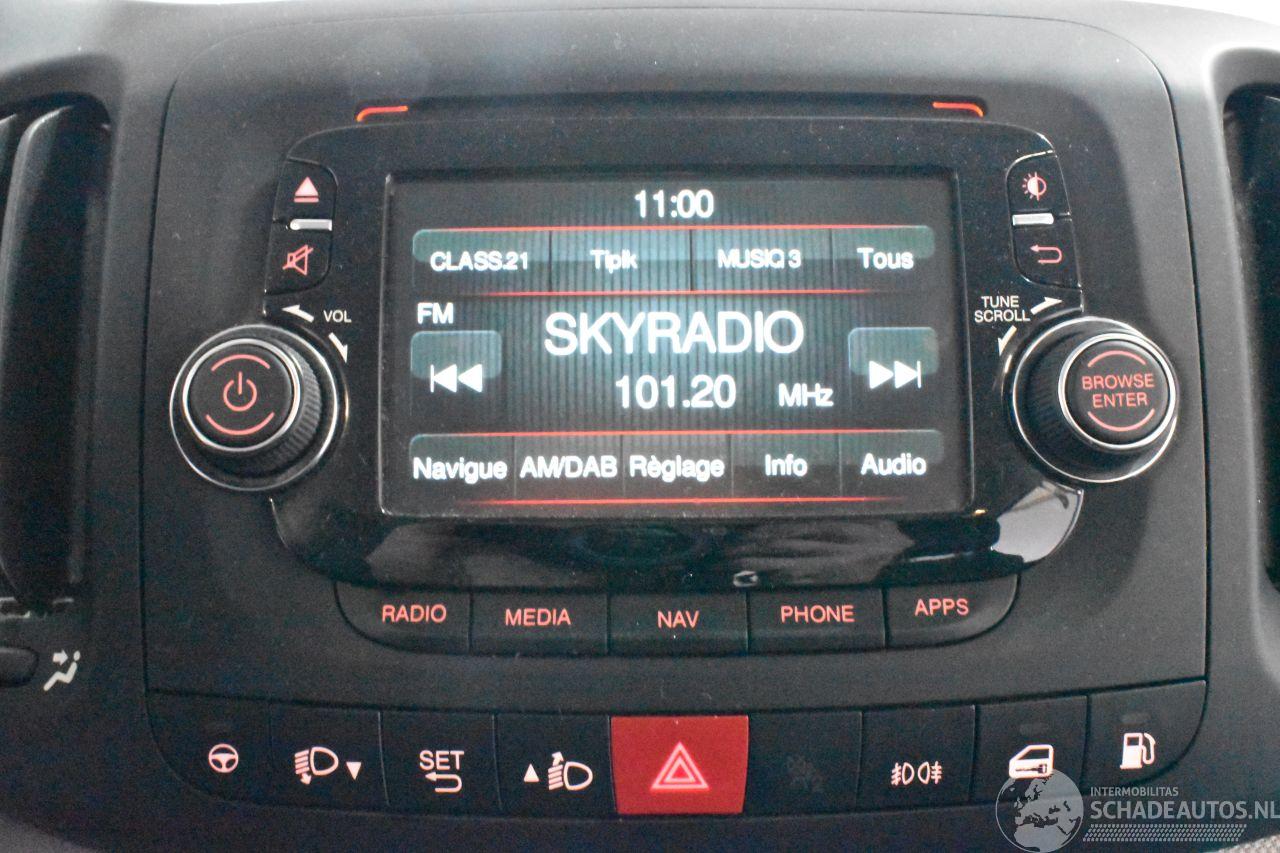 11:00
CLASS.21 Tiplk MUSIQ 3 Tous
FM
VOL
TUNE
SCROLL
SKYRADIO
101.20 MHz
BROWSE
ENTER
Navigue AM/DAB Règlage Info Audio
RADIO MEDIA NAV PHONE APPS
SET
INTERMOBILITAS
SCHADEAUTOS.NL